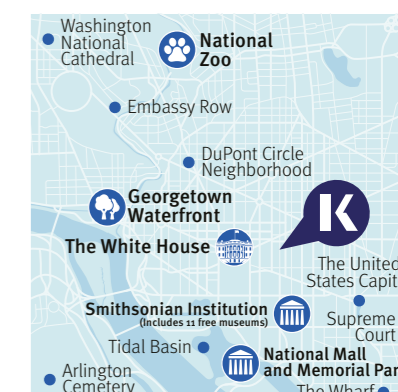 Washington
National
Cathedral
National
Zoo
Embassy Row
DuPont Circle
Neighborhood
Georgetown
Waterfront
K
The White House
The United
States Capit
Smithsonian Institution
(Includes 11 free museums)
Supreme
Court
Tidal Basin
National Mall
and Memorial Par
Arlington
Cemetery
The Wharf